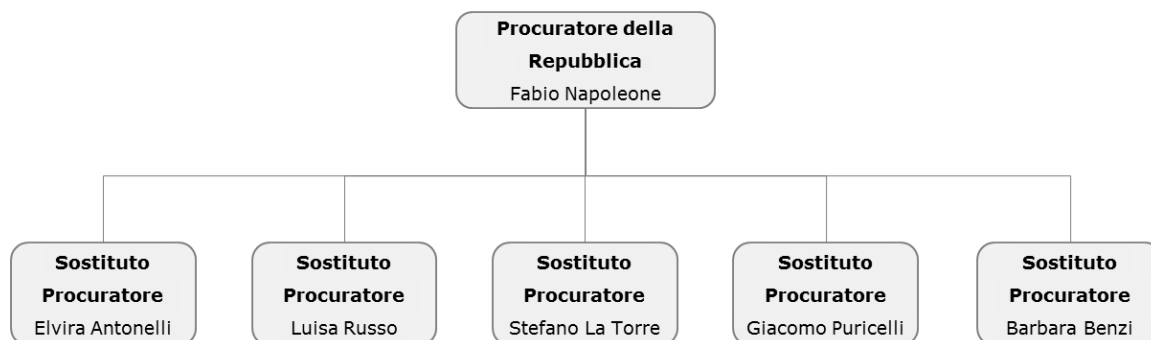 Procuratore della
Repubblica
Fabio Napoleone
Sostituto
Procuratore
Elvira Antonelli
Sostituto
Procuratore
Luisa Russo
Sostituto
Procuratore
Stefano La Torre
Sostituto
Procuratore
Giacomo Puricelli
Sostituto
Procuratore
Barbara Benzi